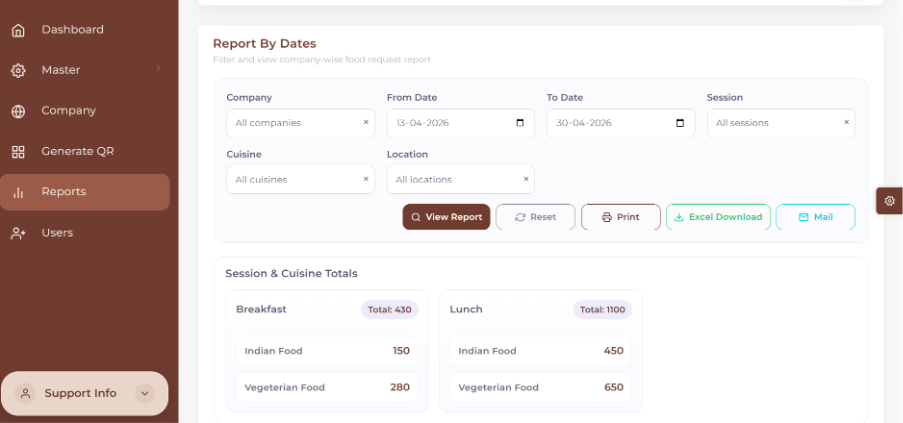 Dashboard
Master
Company
Generate QR
Reports
Users
Support Info
Report By Dates
Filter and view company-wise food request report
Company
From Date
To Date
Session
All companies ×
13-04-2026
30-04-2026
All sessions ×
Cuisine
Location
All cuisines ×
All locations ×
View Report
Reset
Print
Excel Download
Mail
Session & Cuisine Totals
Breakfast
Total: 430
Indian Food 150
Vegeterian Food 280
Lunch
Total: 1100
Indian Food 450
Vegeterian Food 650